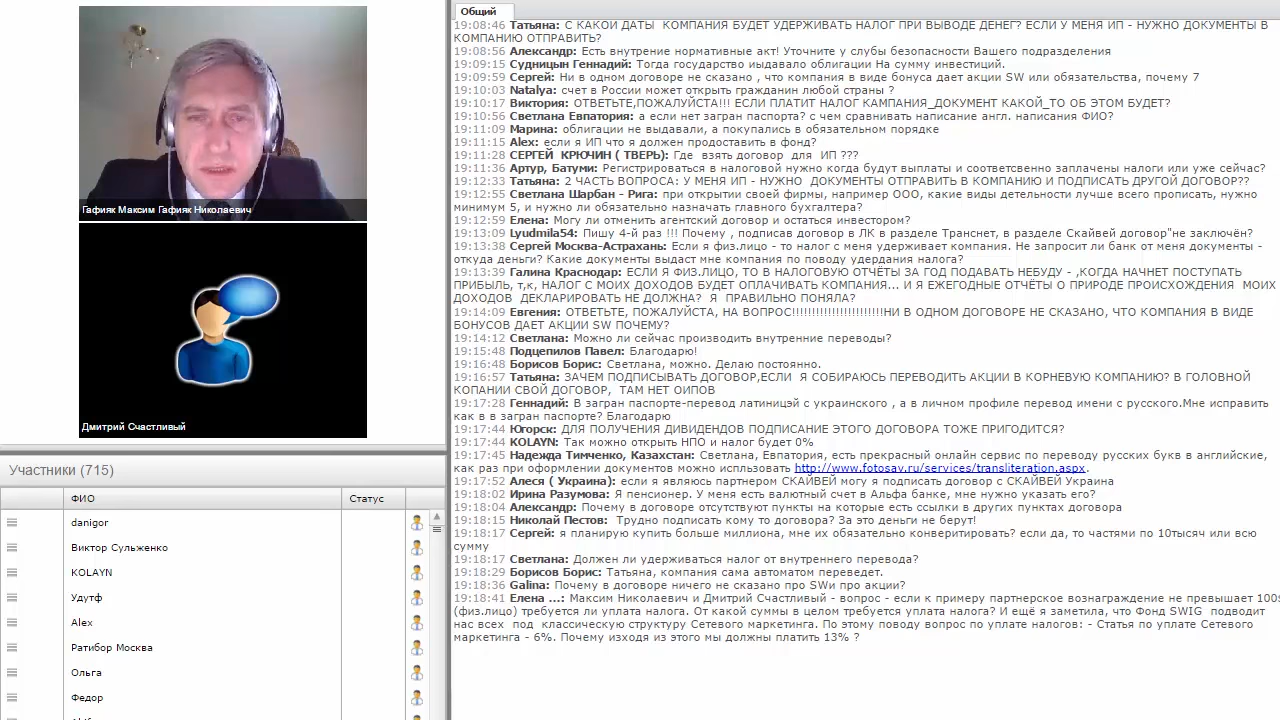 Гафияк Максим Гафияк Николаевич
Дмитрий Счастливый
Участники (715)
ФИО Статус
danigor
Виктор Сульженко
KOLAYN
Удутф
Alex
Ратибор Москва
Ольга
Федор
Общий
19:08:46 Татьяна: С КАКОЙ ДАТЫ КОМПАНИЯ БУДЕТ УДЕРЖИВАТЬ НАЛОГ ПРИ ВЫВОДЕ ДЕНЕГ? ЕСЛИ У МЕНЯ ИП - НУЖНО ДОКУМЕНТЫ В
КОМПАНИЮ ОТПРАВИТЬ?
19:08:56 Александр: Есть внутрение нормативные акт! Уточните у слубы безопасности Вашего подразделения
19:09:15 Судницын Геннадий: Тогда государство иыдавало облигации На сумму инвестиций.
19:09:59 Сергей: Ни в одном договоре не сказано , что компания в виде бонуса дает акции SW или обязательства, почему 7
19:10:03 Natalya: счет в России может открыть гражданин любой страны ?
19:10:17 Виктория: ОТВЕТЬТЕ,ПОЖАЛУЙСТА!!! ЕСЛИ ПЛАТИТ НАЛОГ КАМПАНИЯ_ДОКУМЕНТ КАКОЙ_ТО ОБ ЭТОМ БУДЕТ?
19:10:56 Светлана Евпатория: а если нет загран паспорта? с чем сравнивать написание англ. написания ФИО?
19:11:09 Марина: облигации не выдавали, а покупались в обязательном порядке
19:11:15 Alex: если я ИП что я должен продоставить в фонд?
19:11:28 СЕРГЕЙ КРЮЧИН ( ТВЕРЬ): Где взять договор для ИП ???
19:11:36 Артур, Батуми: Регистрироваться в налоговой нужно когда будут выплаты и соответсвенно заплачены налоги или уже сейчас?
19:12:33 Татьяна: 2 ЧАСТЬ ВОПРОСА: У МЕНЯ ИП - НУЖНО ДОКУМЕНТЫ ОТПРАВИТЬ В КОМПАНИЮ И ПОДПИСАТЬ ДРУГОЙ ДОГОВОР??
19:12:55 Светлана Шарбан - Рига: при открытии своей фирмы, например ООО, какие виды детельности лучше всего прописать, нужно
минимум 5, и нужно ли обязательно назначать главного бухгалтера?
19:12:59 Елена: Могу ли отменить агентский договор и остаться инвестором?
19:13:09 Lyudmila54: Пишу 4-й раз !!! Почему , подписав договор в ЛК в разделе Транснет, в разделе Скайвей договор"не заключён?
19:13:38 Сергей Москва-Астрахань: Если я физ.лицо - то налог с меня удерживает компания. Не запросит ли банк от меня документы -
откуда деньги? Какие документы выдаст мне компания по поводу удердания налога?
19:13:39 Галина Краснодар: ЕСЛИ Я ФИЗ.ЛИЦО, ТО В НАЛОГОВУЮ ОТЧЁТЫ ЗА ГОД ПОДАВАТЬ НЕБУДУ - ,КОГДА НАЧНЕТ ПОСТУПАТЬ
ПРИБЫЛЬ, т,к, НАЛОГ С МОИХ ДОХОДОВ БУДЕТ ОПЛАЧИВАТЬ КОМПАНИЯ... И Я ЕЖЕГОДНЫЕ ОТЧЁТЫ О ПРИРОДЕ ПРОИСХОЖДЕНИЯ МОИХ
ДОХОДОВ ДЕКЛАРИРОВАТЬ НЕ ДОЛЖНА? Я ПРАВИЛЬНО ПОНЯЛА?
19:14:09 Евгения: ОТВЕТЬТЕ, ПОЖАЛУЙСТА, НА ВОПРОС!!!!!!!!!!!!!!!!!!!!!!!НИ В ОДНОМ ДОГОВОРЕ НЕ СКАЗАНО, ЧТО КОМПАНИЯ В ВИДЕ
БОНУСОВ ДАЕТ АКЦИИ SW ПОЧЕМУ?
19:14:12 Светлана: Можно ли сейчас производить внутренние переводы?
19:15:48 Подцепилов Павел: Благодарю!
19:16:48 Борисов Борис: Светлана, можно. Делаю постоянно.
19:16:57 Татьяна: ЗАЧЕМ ПОДПИСЫВАТЬ ДОГОВОР,ЕСЛИ Я СОБИРАЮСЬ ПЕРЕВОДИТЬ АКЦИИ В КОРНЕВУЮ КОМПАНИЮ? В ГОЛОВНОЙ
КОПАНИИ СВОЙ ДОГОВОР, ТАМ НЕТ ОИПОВ
19:17:28 Геннадий: В загран паспорте-перевод латиницэй с украинского , а в личном профиле перевод имени с русского.Мне исправить
как в в загран паспорте? Благодарю
19:17:44 Югорск: ДЛЯ ПОЛУЧЕНИЯ ДИВИДЕНДОВ ПОДПИСАНИЕ ЭТОГО ДОГОВОРА ТОЖЕ ПРИГОДИТСЯ?
19:17:44 KOLAYN: Так можно открыть НПО и налог будет 0%
19:17:45 Надежда Тимченко, Казахстан: Светлана, Евпатория, есть прекрасный онлайн сервис по переводу русских букв в английские,
как раз при оформлении документов можно испльзовать http://www.fotosav.ru/services/transliteration.aspx.
19:17:52 Алеся ( Украина): если я являюсь партнером СКАЙВЕЙ могу я подписать договор с СКАЙВЕЙ Украина
19:18:02 Ирина Разумова: Я пенсионер. У меня есть валютный счет в Альфа банке, мне нужно указать его?
19:18:04 Александр: Почему в договоре отсутствуют пункты на которые есть ссылки в других пунктах договора
19:18:15 Николай Пестов: Трудно подписать кому то договора? За это деньги не берут!
19:18:17 Сергей: я планирую купить больше миллиона, мне их обязательно конверитировать? если да, то частями по 10тысяч или всю
сумму
19:18:17 Светлана: Должен ли удерживаться налог от внутреннего перевода?
19:18:29 Борисов Борис: Татьяна, компания сама автоматом переведет.
19:18:36 Galina: Почему в договоре ничего не сказано про SWи про акции?
19:18:41 Елена ...: Максим Николаевич и Дмитрий Счастливый - вопрос - если к примеру партнерское вознаграждение не превышает 100$
(физ.лицо) требуется ли уплата налога. От какой суммы в целом требуется уплата налога? И ещё я заметила, что Фонд SWIG подводит
нас всех под классическую структуру Сетевого маркетинга. По этому поводу вопрос по уплате налогов: - Статья по уплате Сетевого
маркетинга - 6%. Почему изходя из этого мы должны платить 13% ?